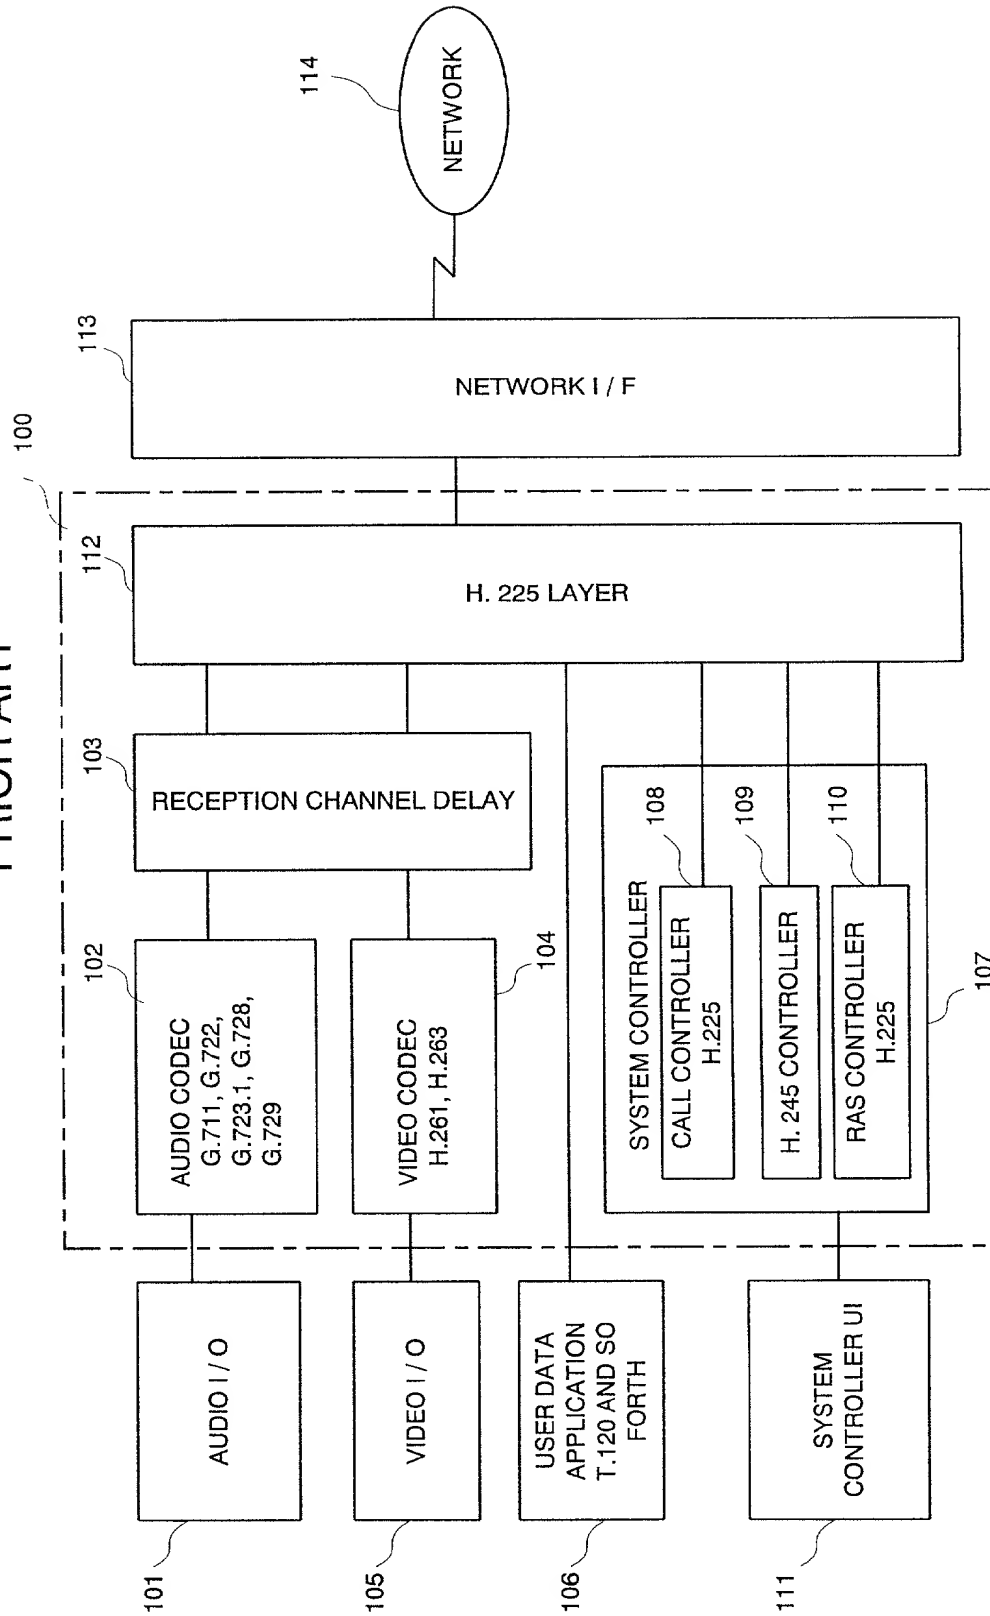 PRIOR ART
100
101
AUDIO I / O
102
AUDIO CODEC
G.711, G.722,
G.723.1, G.728,
G.729
103
RECEPTION CHANNEL DELAY
112
H. 225 LAYER
113
NETWORK I / F
114
NETWORK
105
VIDEO I / O
104
VIDEO CODEC
H.261, H.263
106
USER DATA
APPLICATION
T.120 AND SO
FORTH
111
SYSTEM
CONTROLLER UI
107
SYSTEM CONTROLLER
108
CALL CONTROLLER
H.225
109
H. 245 CONTROLLER
110
RAS CONTROLLER
H.225